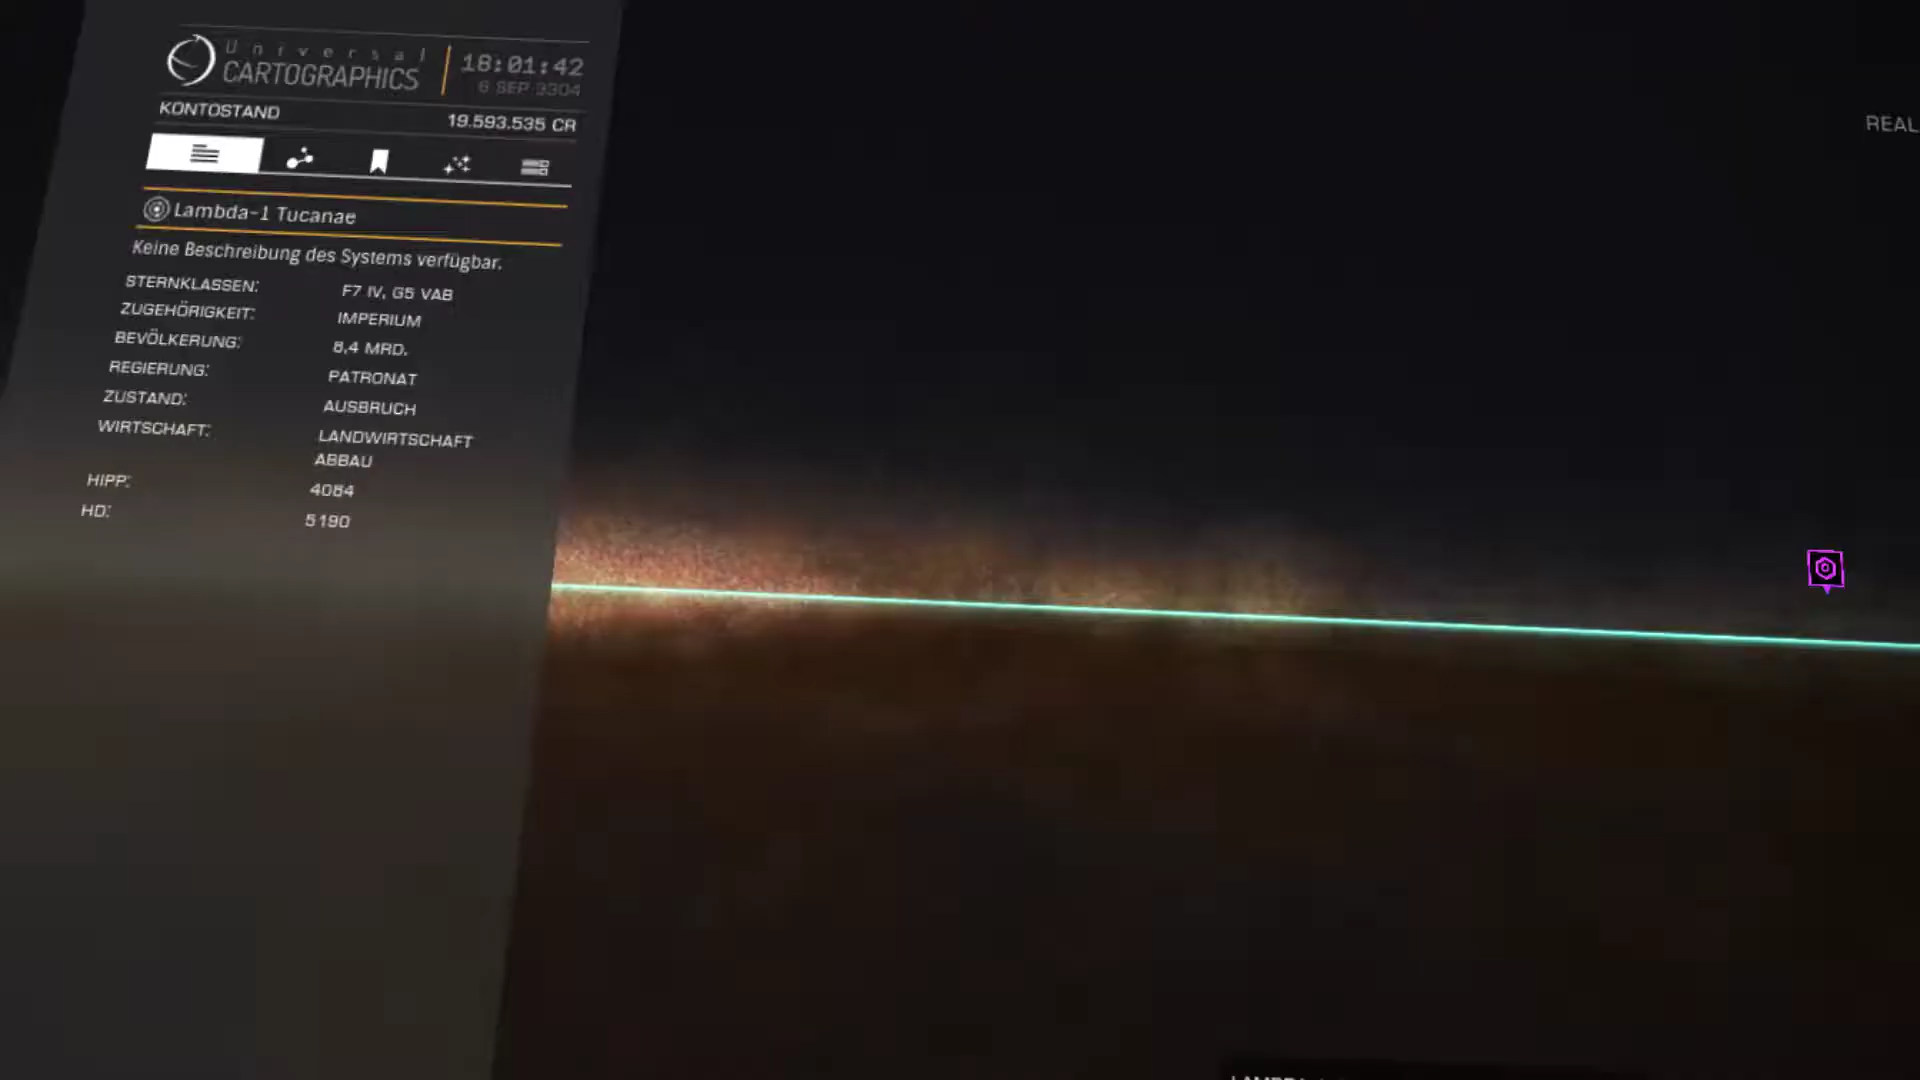 Universal
CARTOGRAPHICS
18:01:42
6 SEP 3304
KONTOSTAND 19.593.535 CR
Lambda-1 Tucanae
Keine Beschreibung des Systems verfügbar.
STERNKLASSEN: F7 IV, G5 VAB
ZUGEHÖRIGKEIT: IMPERIUM
BEVÖLKERUNG: 8,4 MRD.
REGIERUNG: PATRONAT
ZUSTAND: AUSBRUCH
WIRTSCHAFT: LANDWIRTSCHAFT
ABBAU
HIPP: 4084
HD: 5190
REAL